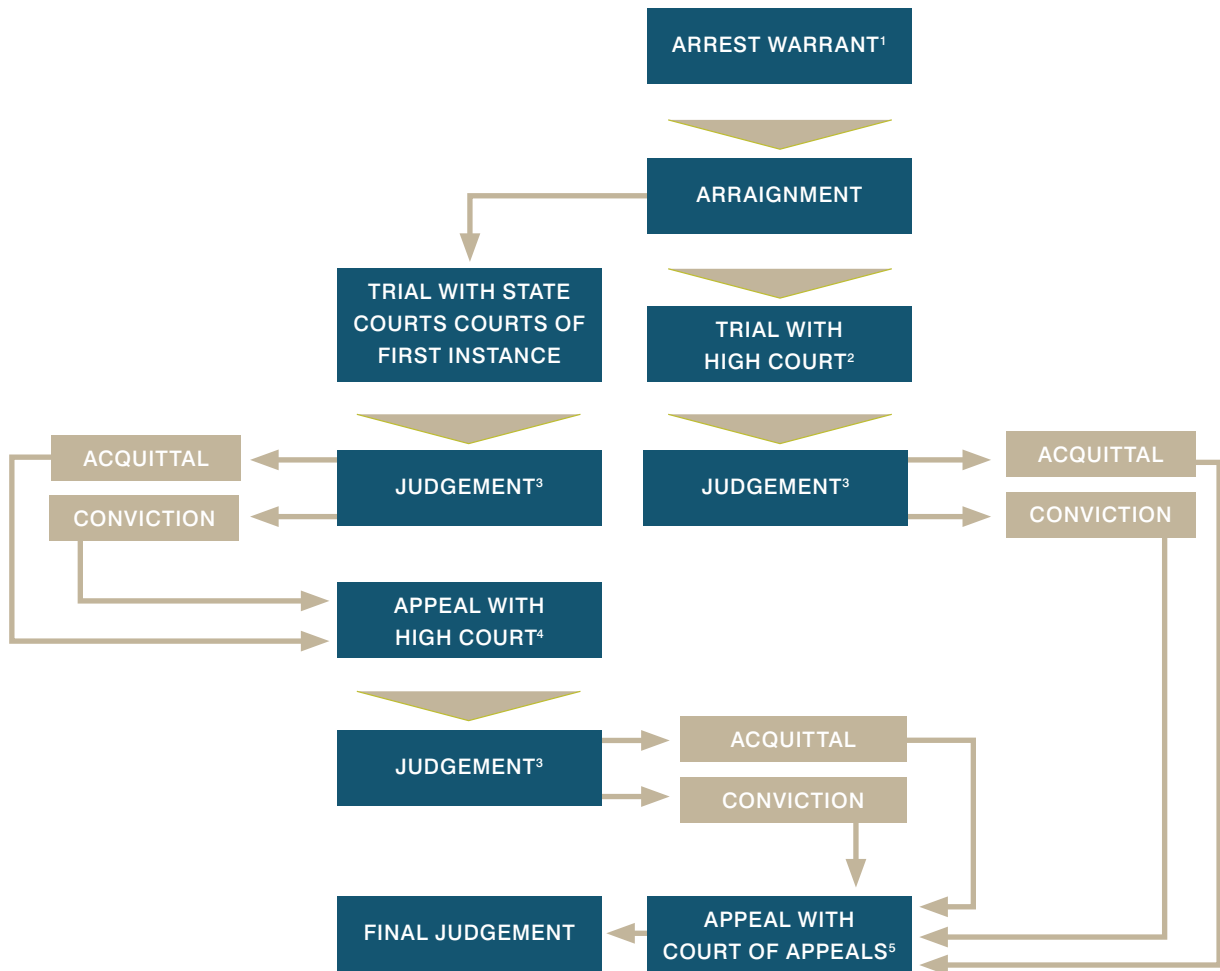 ARREST WARRANT¹
ARRAIGNMENT
TRIAL WITH STATE
COURTS COURTS OF
FIRST INSTANCE
TRIAL WITH
HIGH COURT²
ACQUITTAL
CONVICTION
JUDGEMENT³
JUDGEMENT³
ACQUITTAL
CONVICTION
APPEAL WITH
HIGH COURT⁴
JUDGEMENT³
ACQUITTAL
CONVICTION
FINAL JUDGEMENT
APPEAL WITH
COURT OF APPEALS⁵